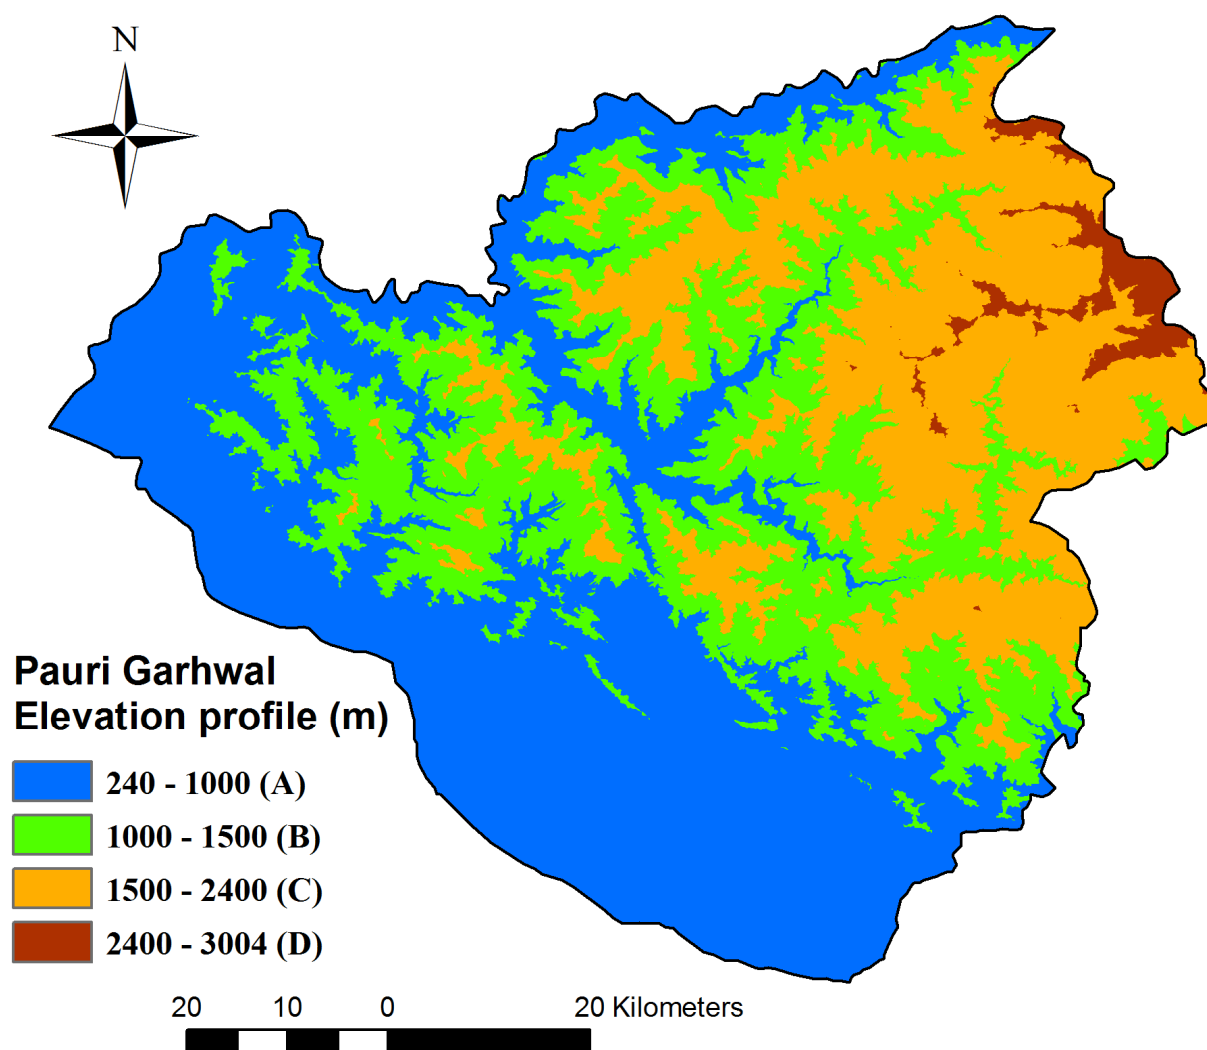 N
Pauri Garhwal
Elevation profile (m)
240 - 1000 (A)
1000 - 1500 (B)
1500 - 2400 (C)
2400 - 3004 (D)
20 10 0 20 Kilometers